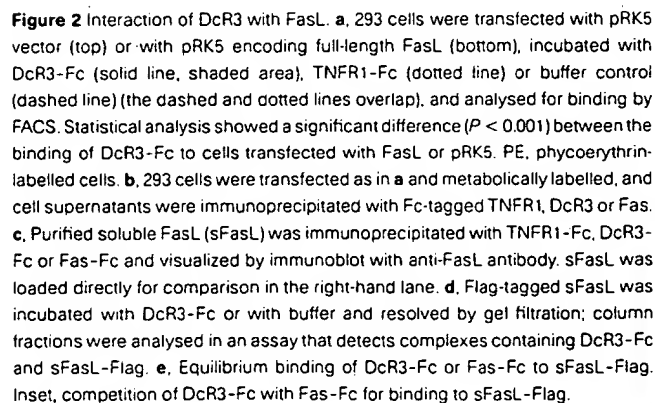 Figure 2 Interaction of DcR3 with FasL. a, 293 cells were transfected with pRK5
vector (top) or with pRK5 encoding full-length FasL (bottom), incubated with
DcR3-Fc (solid line, shaded area), TNFR1-Fc (dotted line) or buffer control
(dashed line) (the dashed and dotted lines overlap), and analysed for binding by
FACS. Statistical analysis showed a significant difference (P < 0.001) between the
binding of DcR3-Fc to cells transfected with FasL or pRK5. PE, phycoerythrin-
labelled cells. b, 293 cells were transfected as in a and metabolically labelled, and
cell supernatants were immunoprecipitated with Fc-tagged TNFR1, DcR3 or Fas.
c, Purified soluble FasL (sFasL) was immunoprecipitated with TNFR1-Fc, DcR3-
Fc or Fas-Fc and visualized by immunoblot with anti-FasL antibody. sFasL was
loaded directly for comparison in the right-hand lane. d, Flag-tagged sFasL was
incubated with DcR3-Fc or with buffer and resolved by gel filtration; column
fractions were analysed in an assay that detects complexes containing DcR3-Fc
and sFasL-Flag. e, Equilibrium binding of DcR3-Fc or Fas-Fc to sFasL-Flag.
Inset, competition of DcR3-Fc with Fas-Fc for binding to sFasL-Flag.